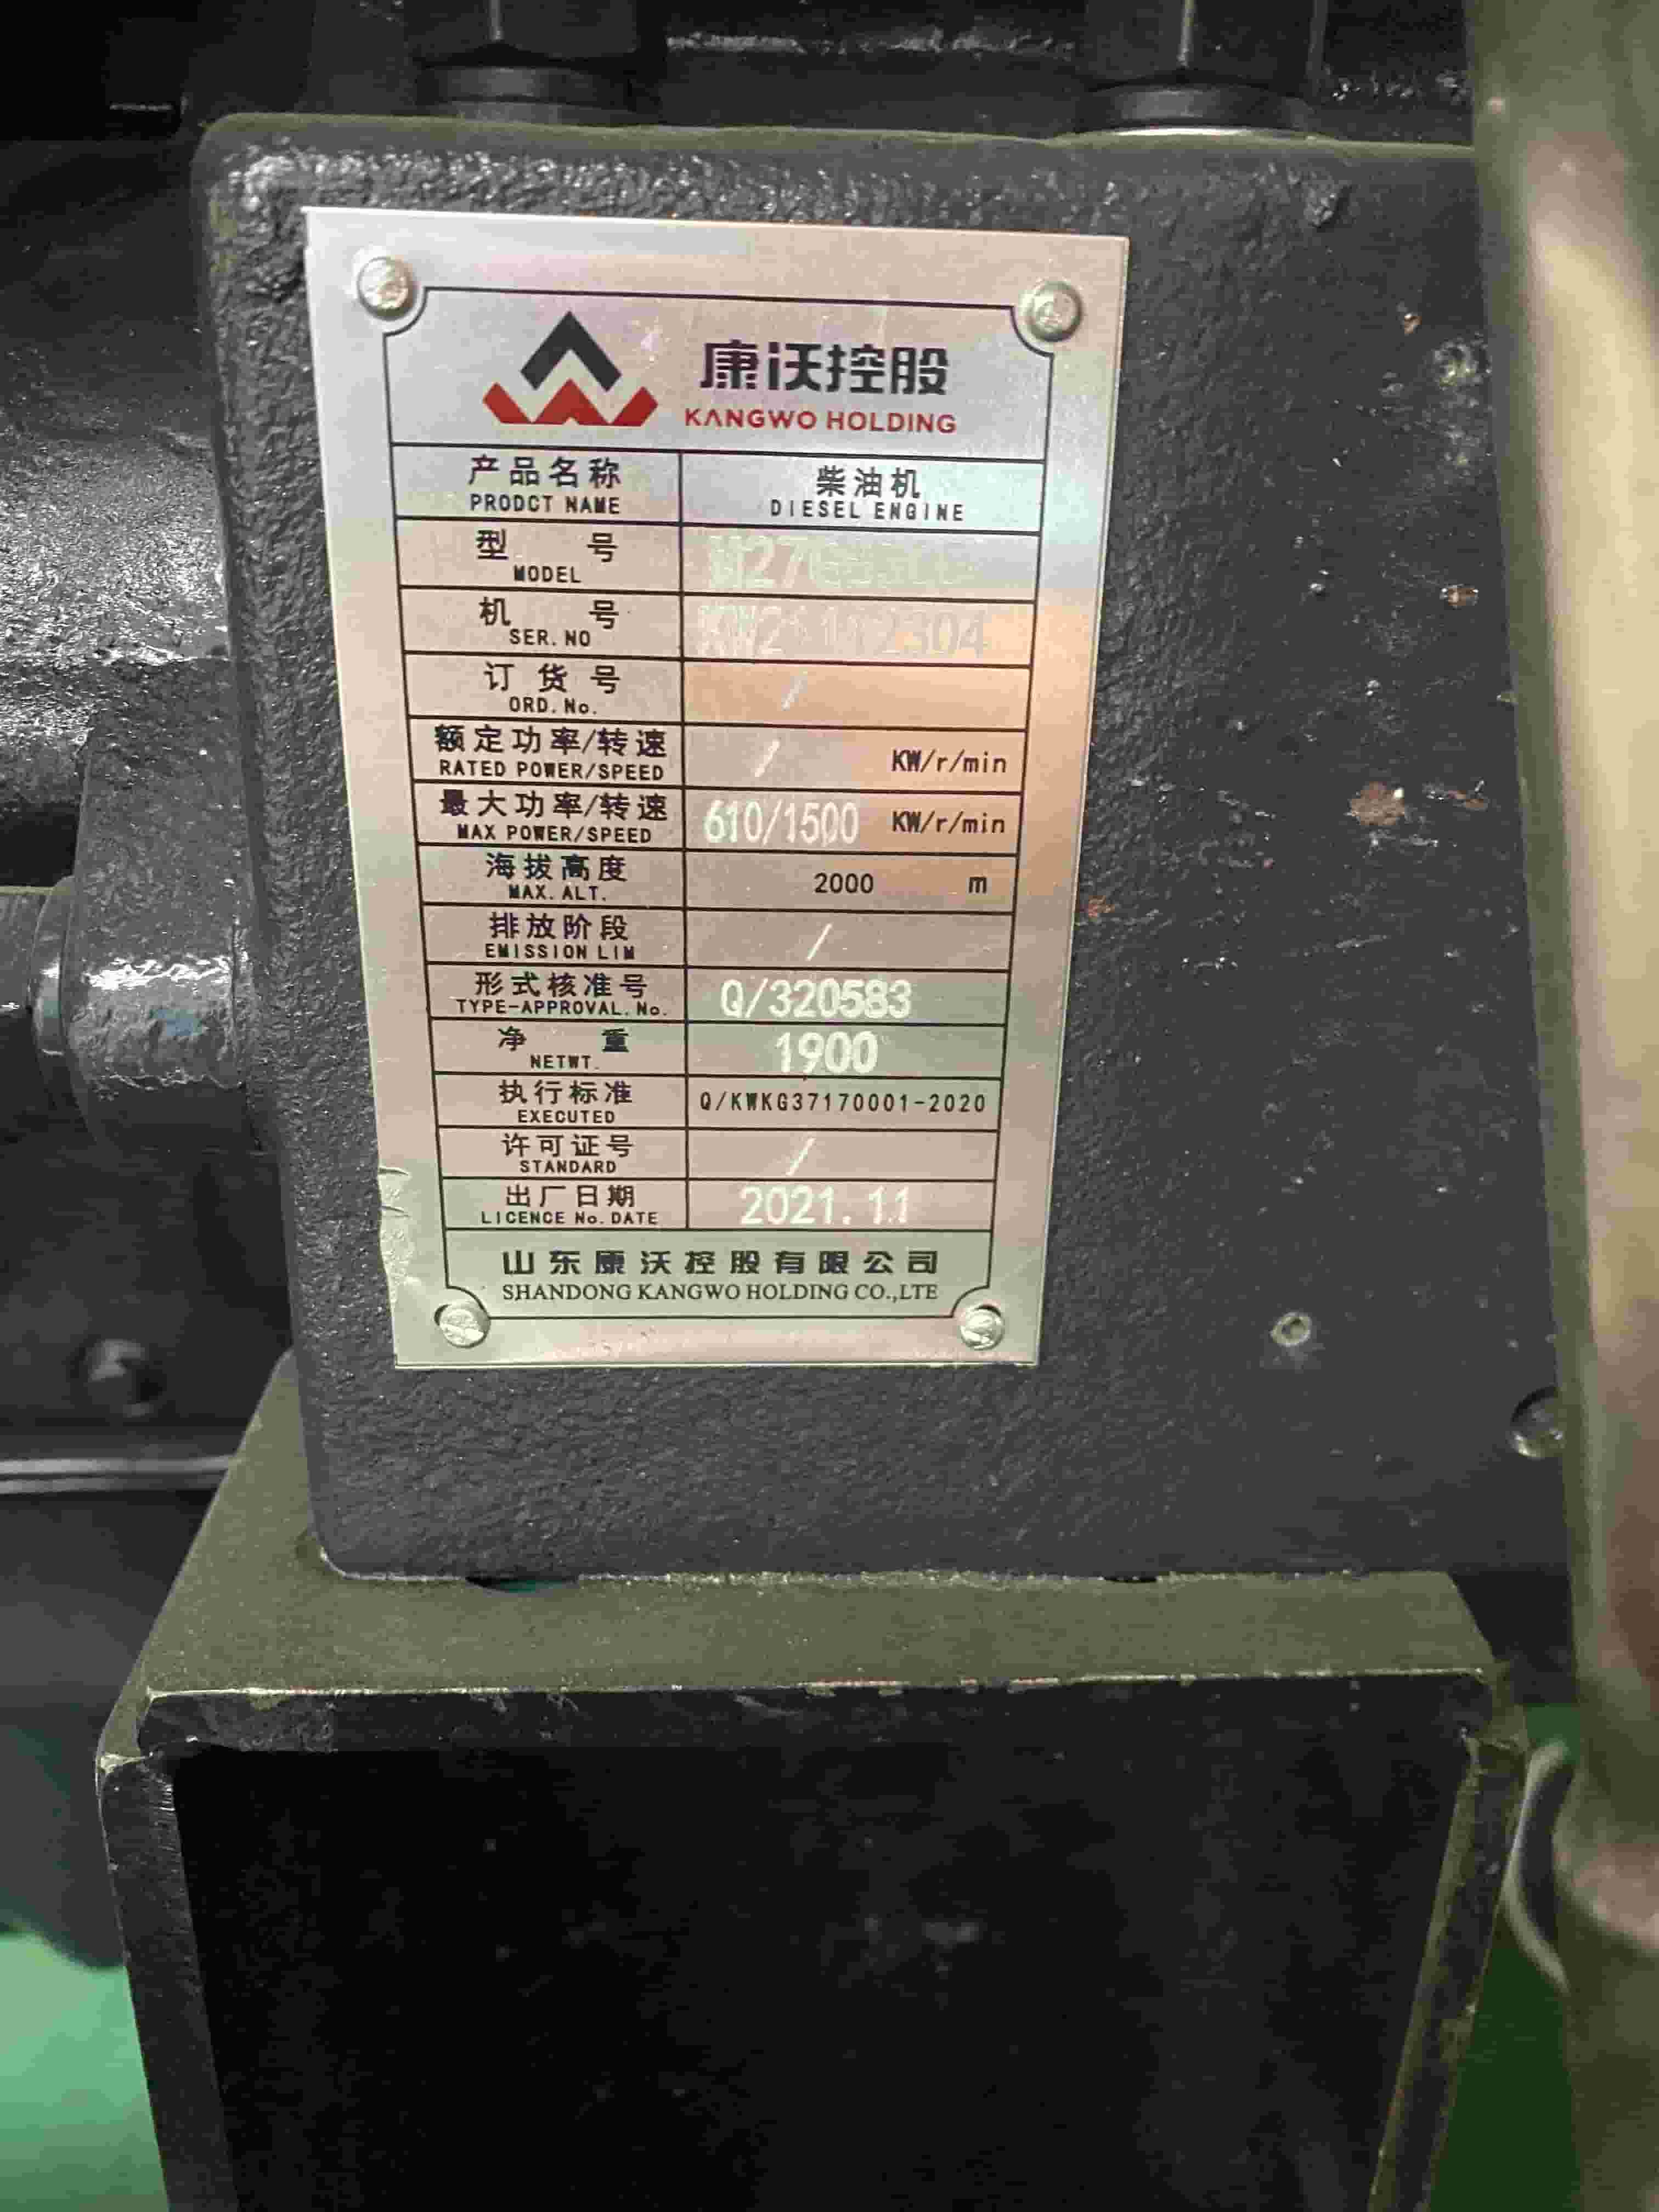 康沃控股
KANGWO HOLDING
产品名称 柴油机
PRODCT NAME DIESEL ENGINE
型 号
MODEL
机 号
SER. NO
订货号 /
ORD. No.
额定功率/转速 / KW/r/min
RATED POWER/SPEED
最大功率/转速 610/1500 KW/r/min
MAX POWER/SPEED
海拔高度 2000 m
MAX. ALT.
排放阶段 /
EMISSION LIM
形式核准号 Q/320583
TYPE-APPROVAL. No.
净 重 1900
NETWT.
执行标准 Q/KWKG37170001-2020
EXECUTED
许可证号 /
STANDARD
出厂日期 2021.11
LICENCE No. DATE
山东康沃控股有限公司
SHANDONG KANGWO HOLDING CO.,LTE